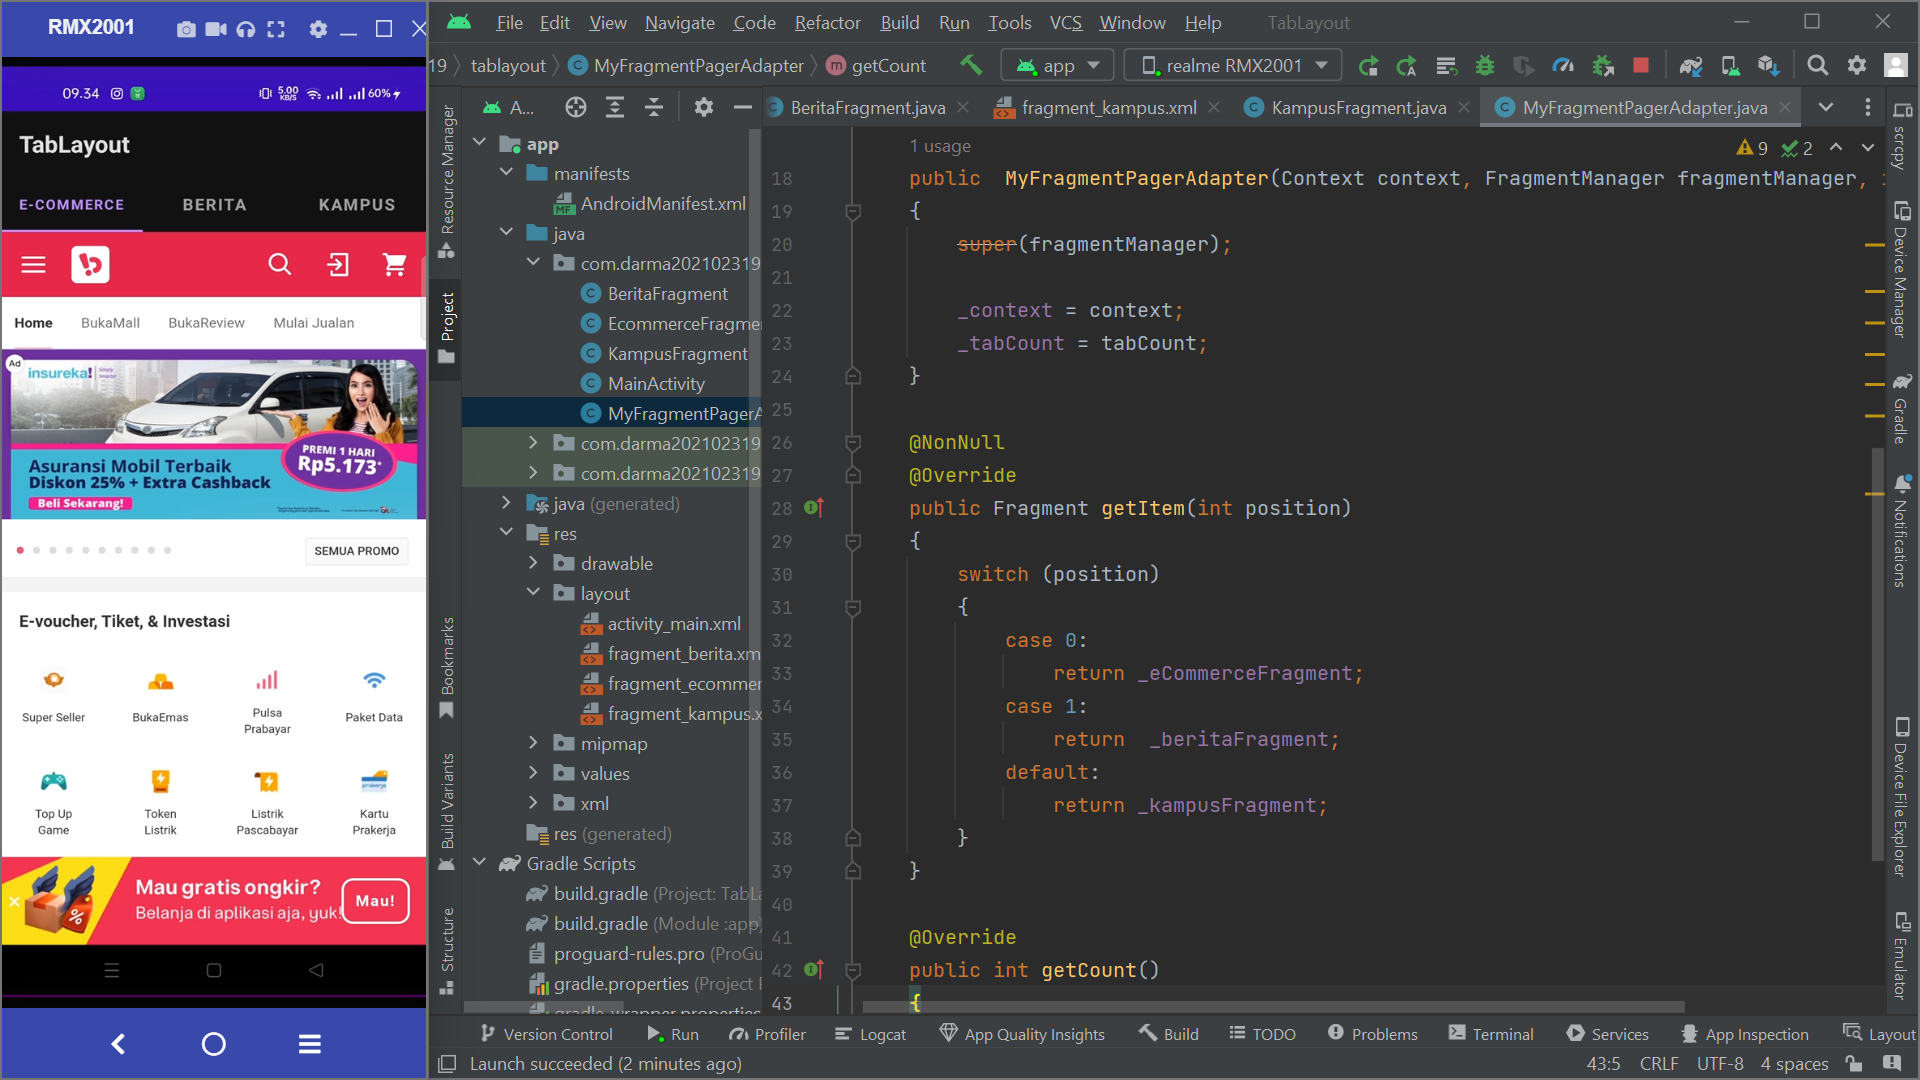 RMX2001
09.34
5.00
KB/S
60%
TabLayout
E-COMMERCE
BERITA
KAMPUS
Home
BukaMall
BukaReview
Mulai Jualan
Ad
insureka!
Simply Smarter
PREMI 1 HARI
Rp5.173*
Asuransi Mobil Terbaik
Diskon 25% + Extra Cashback
Beli Sekarang!
SEMUA PROMO
E-voucher, Tiket, & Investasi
Super Seller
BukaEmas
Pulsa
Prabayar
Paket Data
Top Up
Game
Token
Listrik
Listrik
Pascabayar
Kartu
Prakerja
Mau gratis ongkir?
Belanja di aplikasi aja, yuk!
Mau!
File Edit View Navigate Code Refactor Build Run Tools VCS Window Help TabLayout
19 tablayout MyFragmentPagerAdapter getCount app realme RMX2001
A...
BeritaFragment.java
fragment_kampus.xml
KampusFragment.java
MyFragmentPagerAdapter.java
Resource Manager
Project
Bookmarks
Build Variants
Structure
app
manifests
AndroidManifest.xml
java
com.darma202102319
BeritaFragment
EcommerceFragme
KampusFragment
MainActivity
MyFragmentPagerA
com.darma202102319
com.darma202102319
java (generated)
res
drawable
layout
activity_main.xml
fragment_berita.xm
fragment_ecommer
fragment_kampus.x
mipmap
values
xml
res (generated)
Gradle Scripts
build.gradle (Project: TabLa
build.gradle (Module :app)
proguard-rules.pro (ProGu
gradle.properties (Project P
gradle-wrapper.properties
1 usage
9 2
18 public MyFragmentPagerAdapter(Context context, FragmentManager fragmentManager, i
19 {
20 super(fragmentManager);
21
22 _context = context;
23 _tabCount = tabCount;
24 }
25
26 @NonNull
27 @Override
28 public Fragment getItem(int position)
29 {
30 switch (position)
31 {
32 case 0:
33 return _eCommerceFragment;
34 case 1:
35 return _beritaFragment;
36 default:
37 return _kampusFragment;
38 }
39 }
40
41 @Override
42 public int getCount()
43 {
scrcpy
Device Manager
Gradle
Notifications
Device File Explorer
Emulator
Version Control Run Profiler Logcat App Quality Insights Build TODO Problems Terminal Services App Inspection Layout
Launch succeeded (2 minutes ago)
43:5 CRLF UTF-8 4 spaces